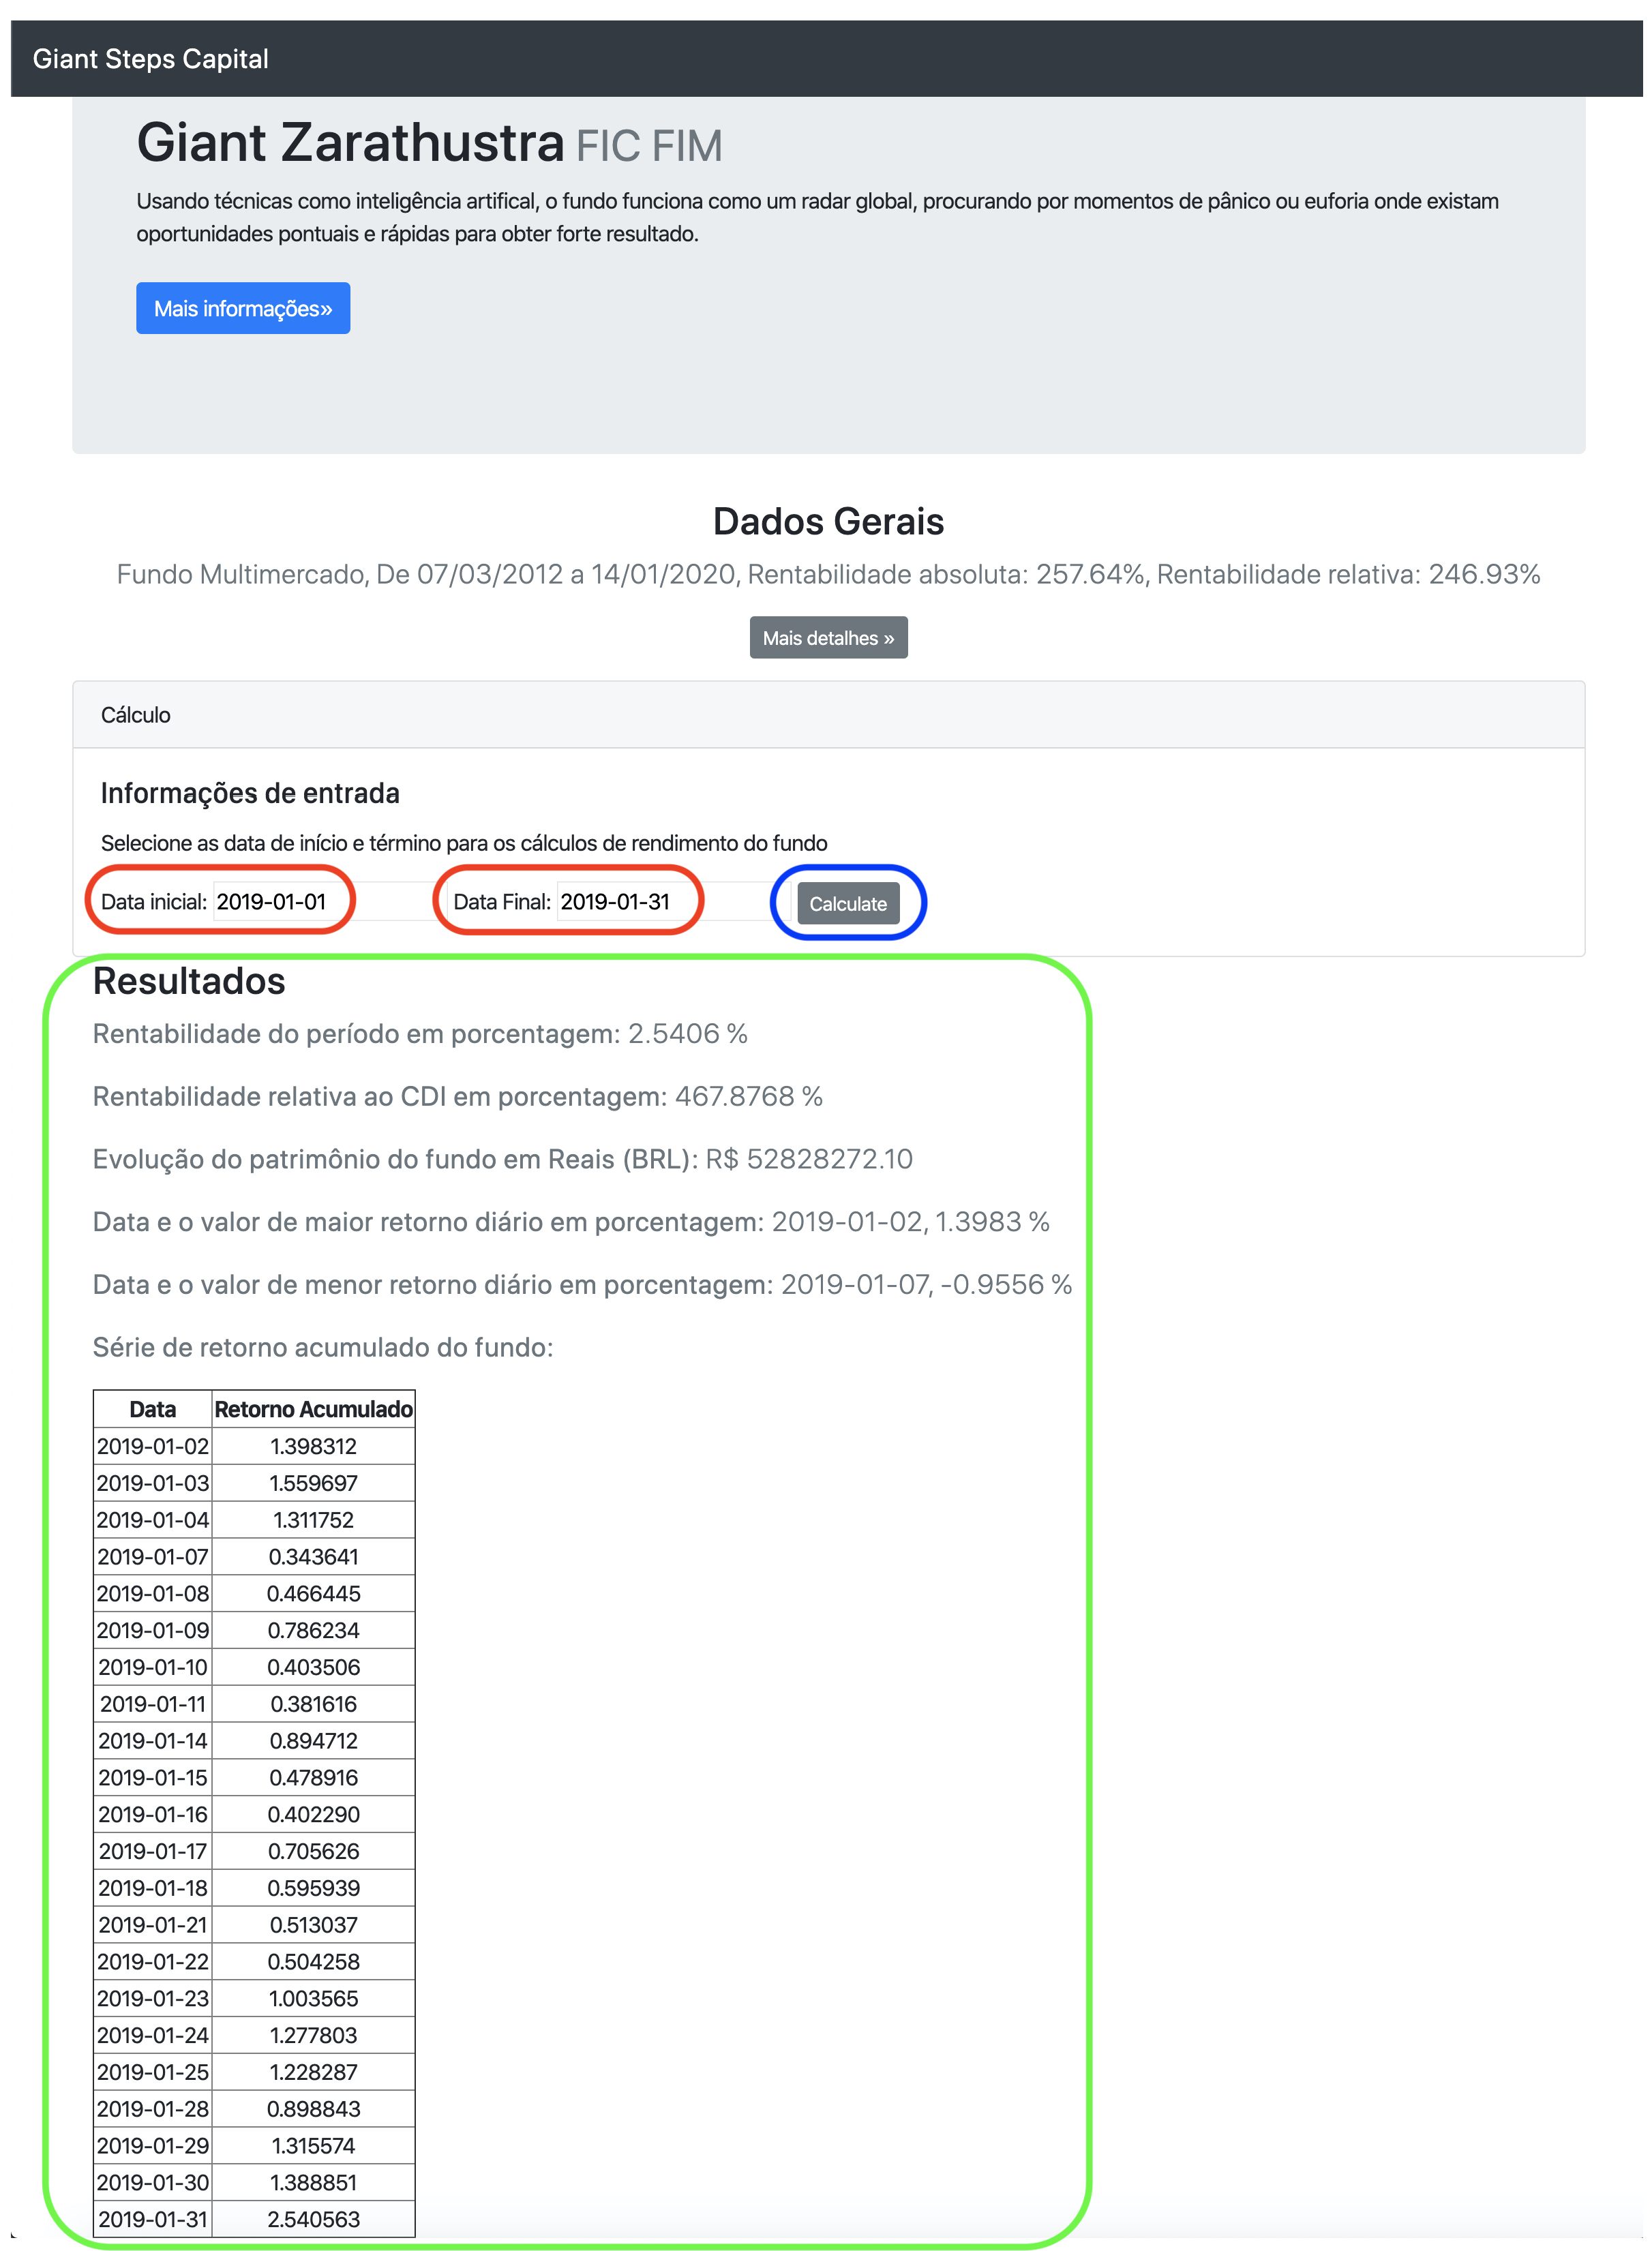 Giant Steps Capital
Giant Zarathustra FIC FIM
Usando técnicas como inteligência artifical, o fundo funciona como um radar global, procurando por momentos de pânico ou euforia onde existam
oportunidades pontuais e rápidas para obter forte resultado.
Mais informações»
Dados Gerais
Fundo Multimercado, De 07/03/2012 a 14/01/2020, Rentabilidade absoluta: 257.64%, Rentabilidade relativa: 246.93%
Mais detalhes »
Cálculo
Informações de entrada
Selecione as data de início e término para os cálculos de rendimento do fundo
Data inicial: 2019-01-01 Data Final: 2019-01-31 Calculate
Resultados
Rentabilidade do período em porcentagem: 2.5406 %
Rentabilidade relativa ao CDI em porcentagem: 467.8768 %
Evolução do patrimônio do fundo em Reais (BRL): R$ 52828272.10
Data e o valor de maior retorno diário em porcentagem: 2019-01-02, 1.3983 %
Data e o valor de menor retorno diário em porcentagem: 2019-01-07, -0.9556 %
Série de retorno acumulado do fundo:
Data Retorno Acumulado
2019-01-02 1.398312
2019-01-03 1.559697
2019-01-04 1.311752
2019-01-07 0.343641
2019-01-08 0.466445
2019-01-09 0.786234
2019-01-10 0.403506
2019-01-11 0.381616
2019-01-14 0.894712
2019-01-15 0.478916
2019-01-16 0.402290
2019-01-17 0.705626
2019-01-18 0.595939
2019-01-21 0.513037
2019-01-22 0.504258
2019-01-23 1.003565
2019-01-24 1.277803
2019-01-25 1.228287
2019-01-28 0.898843
2019-01-29 1.315574
2019-01-30 1.388851
2019-01-31 2.540563